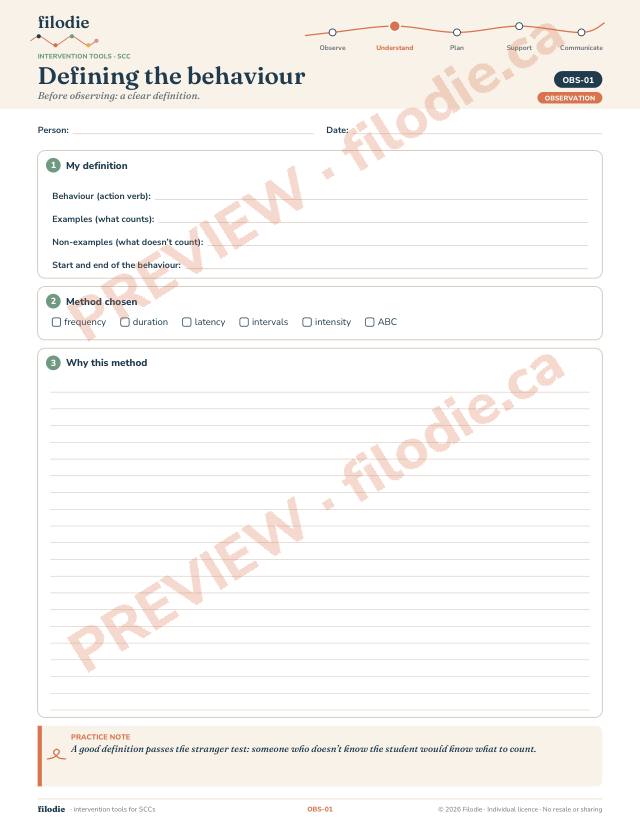 filodie
Observe Understand Plan Support Communicate
INTERVENTION TOOLS · SCC
Defining the behaviour
Before observing: a clear definition.
OBS-01
OBSERVATION
Person: Date:
1 My definition
Behaviour (action verb):
Examples (what counts):
Non-examples (what doesn't count):
Start and end of the behaviour:
2 Method chosen
frequency duration latency intervals intensity ABC
3 Why this method
PREVIEW · filodie.ca
PREVIEW · filodie.ca
PRACTICE NOTE
A good definition passes the stranger test: someone who doesn't know the student would know what to count.
filodie · intervention tools for SCCs OBS-01 © 2026 Filodie · Individual licence · No resale or sharing